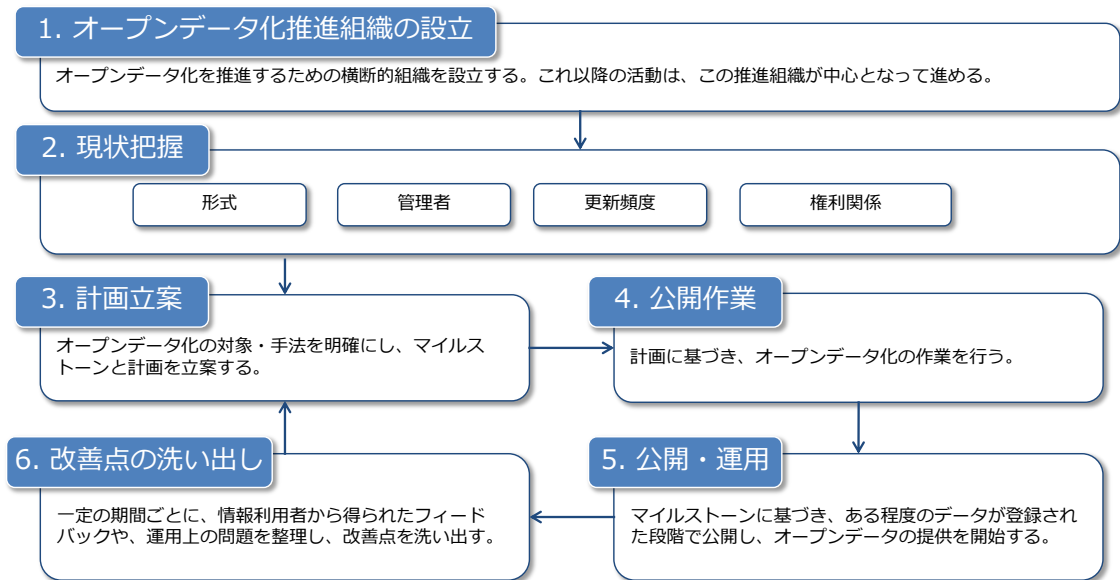 1. オープンデータ化推進組織の設立
オープンデータ化を推進するための横断的組織を設立する。これ以降の活動は、この推進組織が中心となって進める。
2. 現状把握
形式
管理者
更新頻度
権利関係
3. 計画立案
オープンデータ化の対象・手法を明確にし、マイルス
トーンと計画を立案する。
4. 公開作業
計画に基づき、オープンデータ化の作業を行う。
5. 公開・運用
マイルストーンに基づき、ある程度のデータが登録され
た段階で公開し、オープンデータの提供を開始する。
6. 改善点の洗い出し
一定の期間ごとに、情報利用者から得られたフィード
バックや、運用上の問題を整理し、改善点を洗い出す。